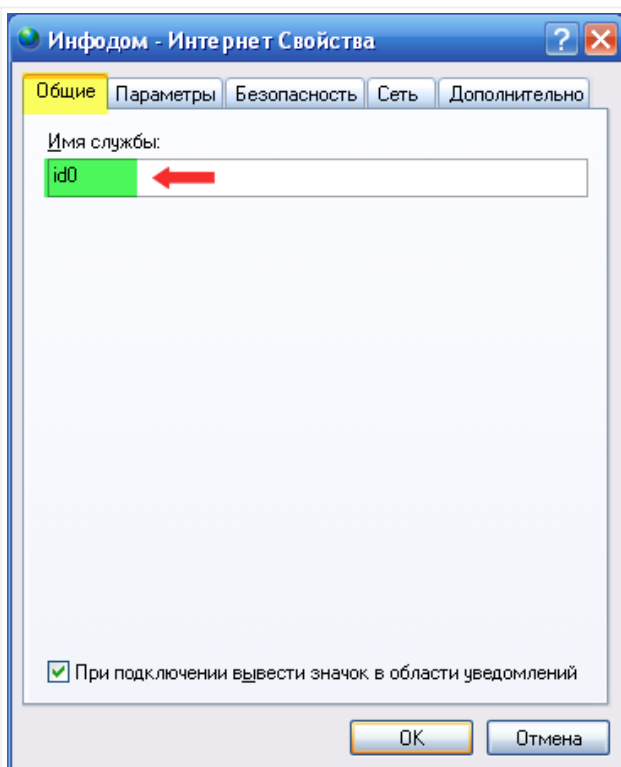 Инфодом - Интернет Свойства
Общие Параметры Безопасность Сеть Дополнительно
Имя службы:
id0
При подключении вывести значок в области уведомлений
OK Отмена